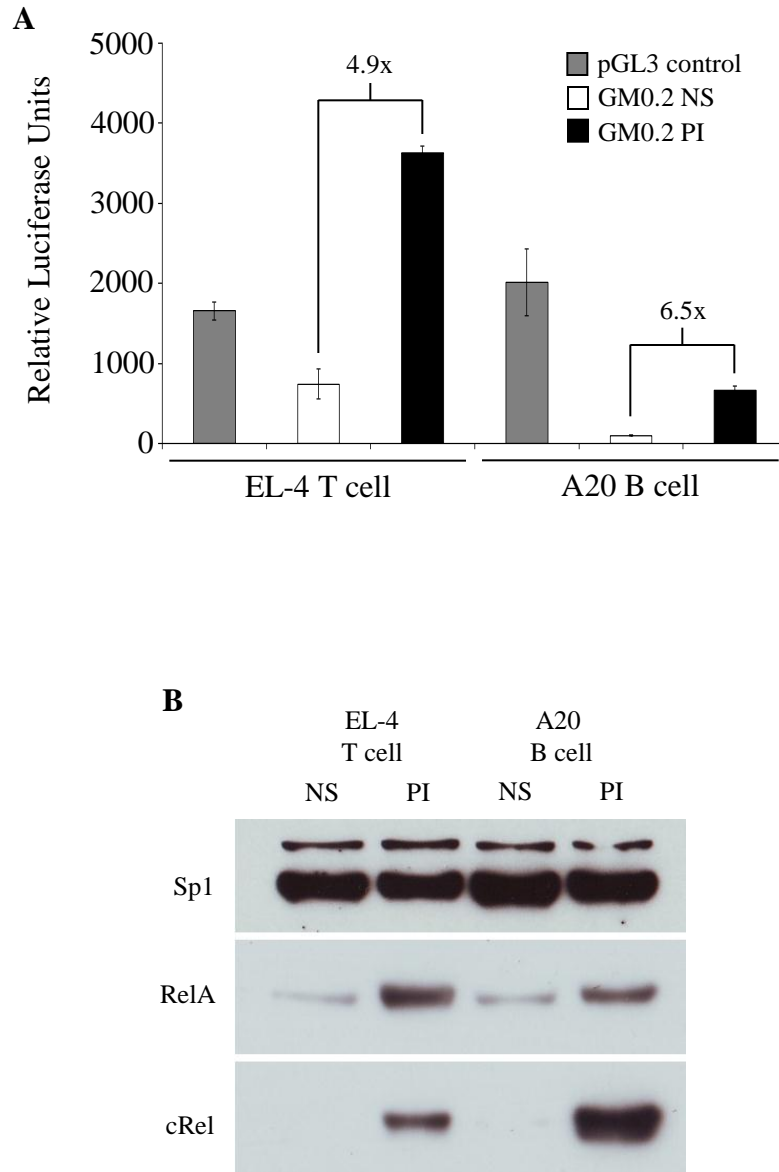 A
Relative Luciferase Units
5000
4000
3000
2000
1000
0
4.9x
6.5x
pGL3 control
GM0.2 NS
GM0.2 PI
EL-4 T cell
A20 B cell
B
EL-4
T cell
A20
B cell
NS PI NS PI
Sp1
RelA
cRel